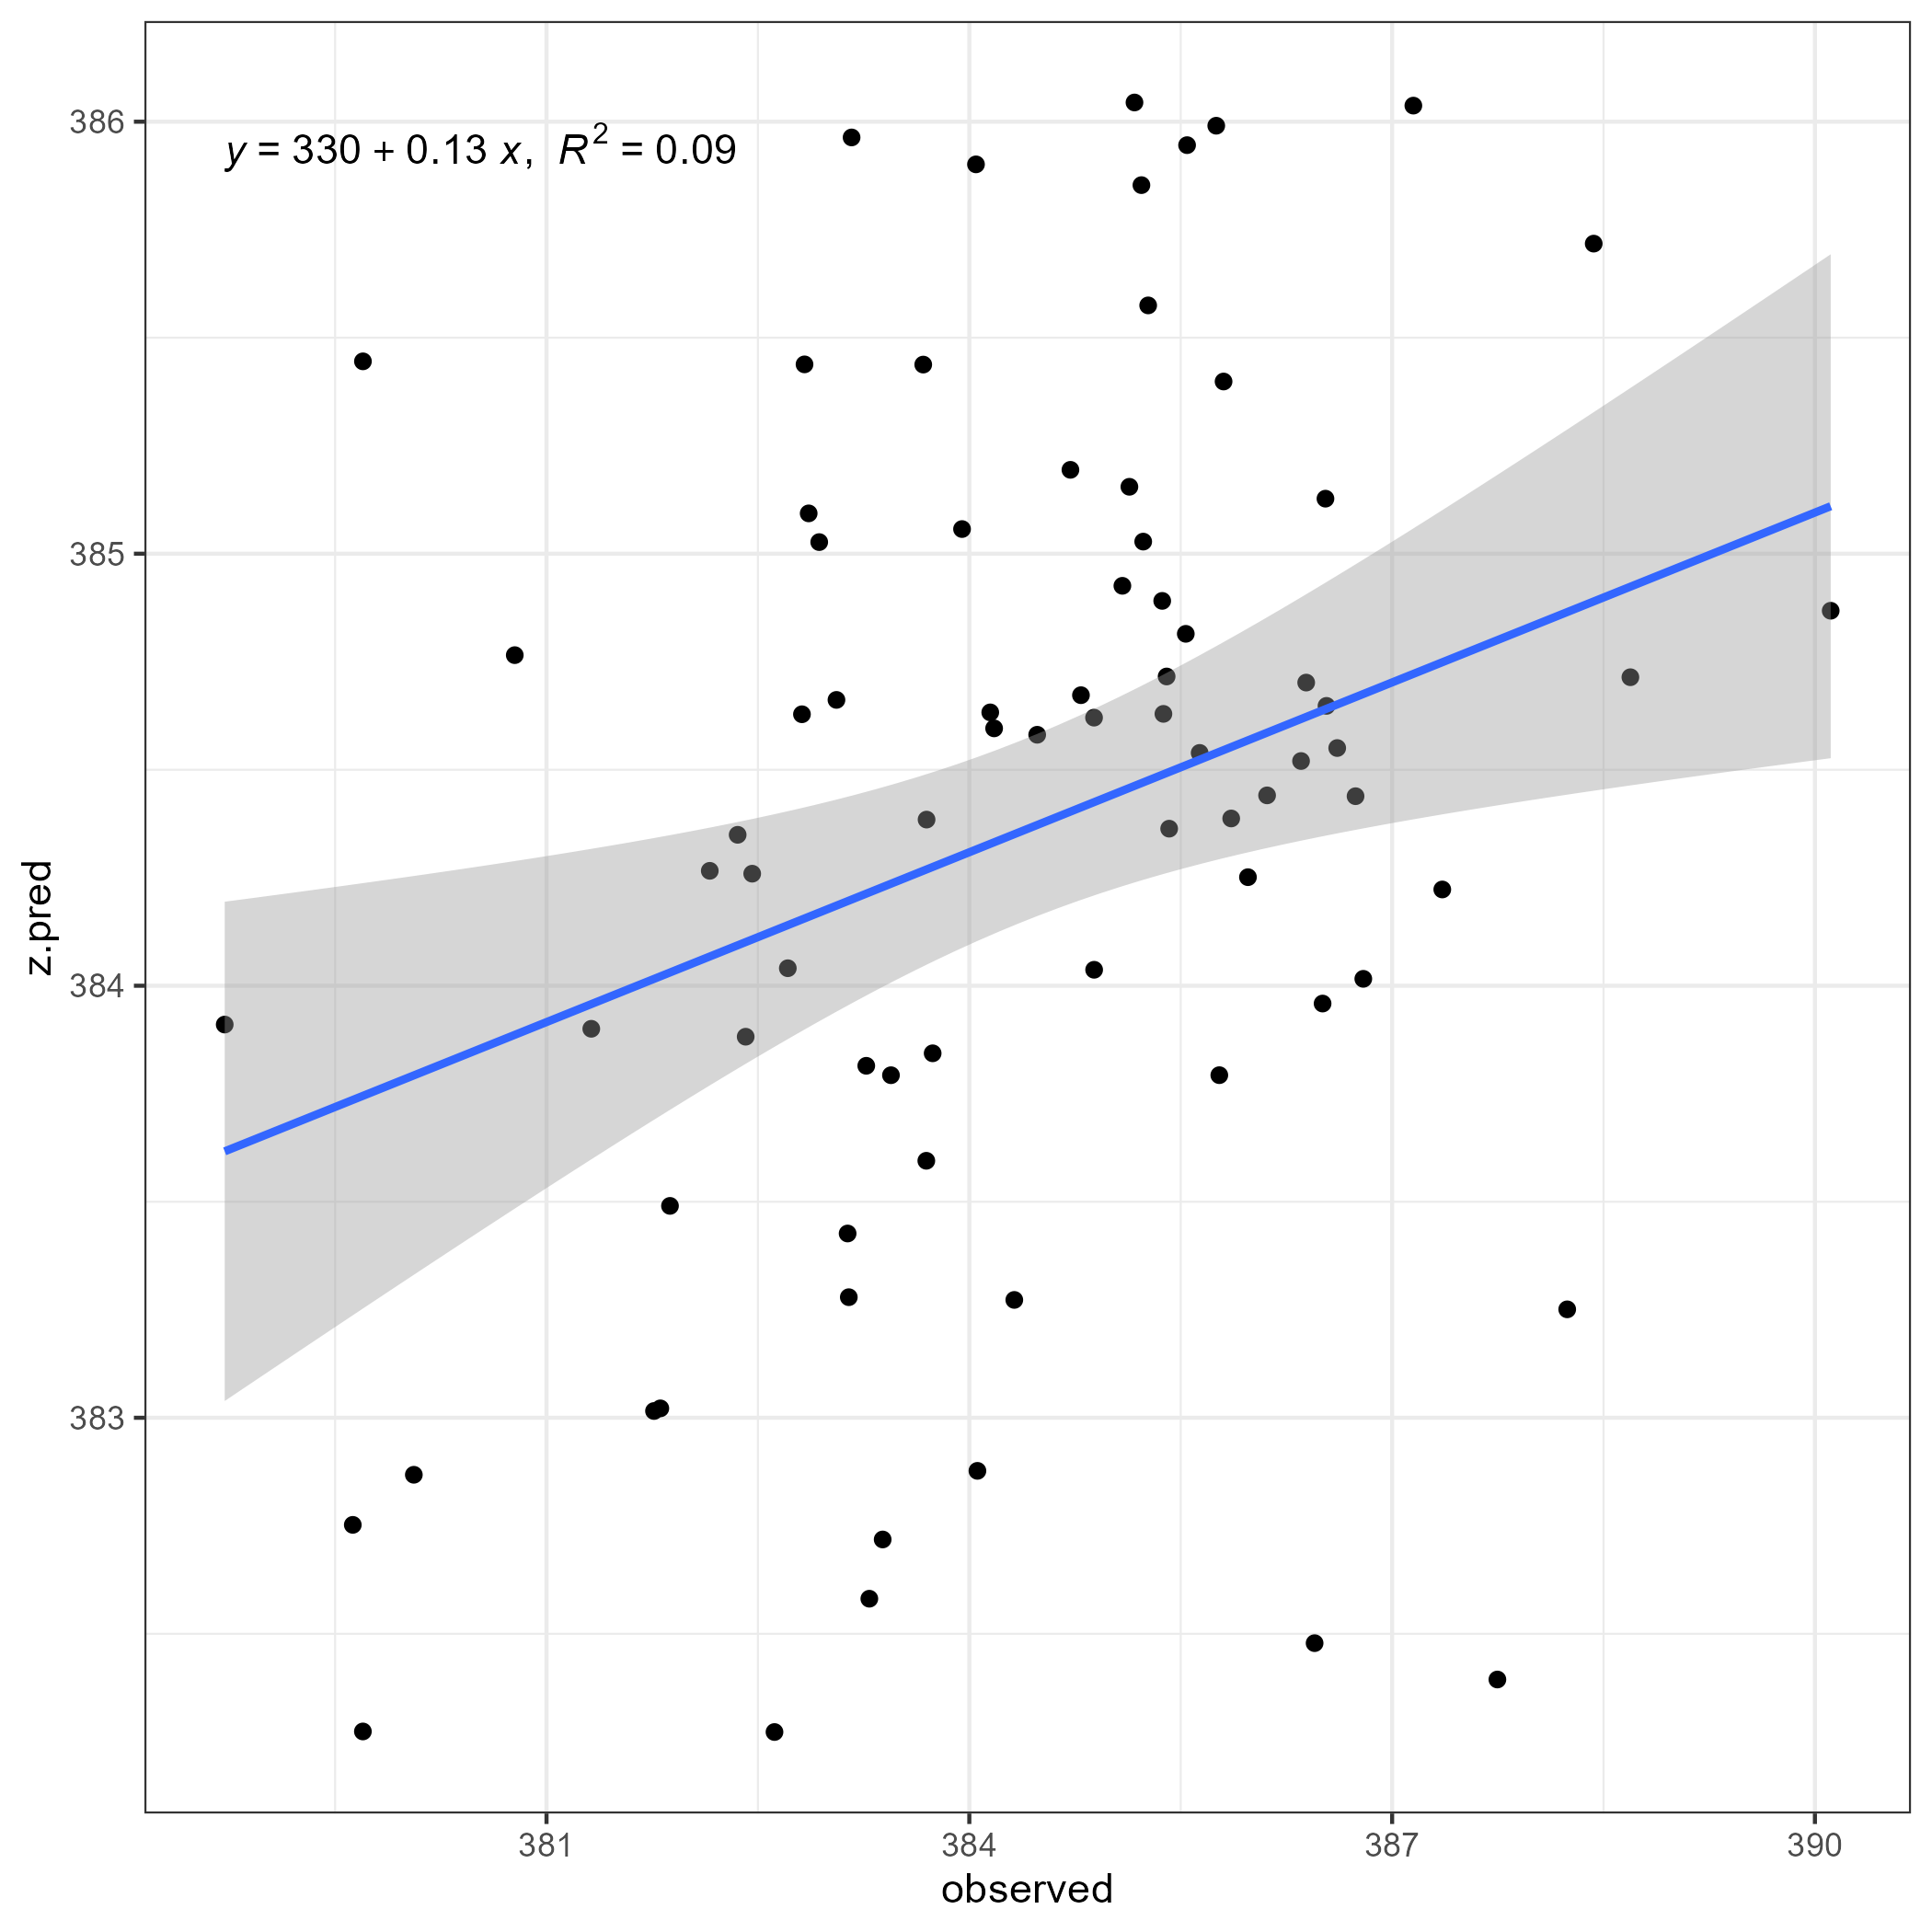 y = 330 + 0.13 x, R² = 0.09
386
385
384
383
z.pred
381 384 387 390
observed